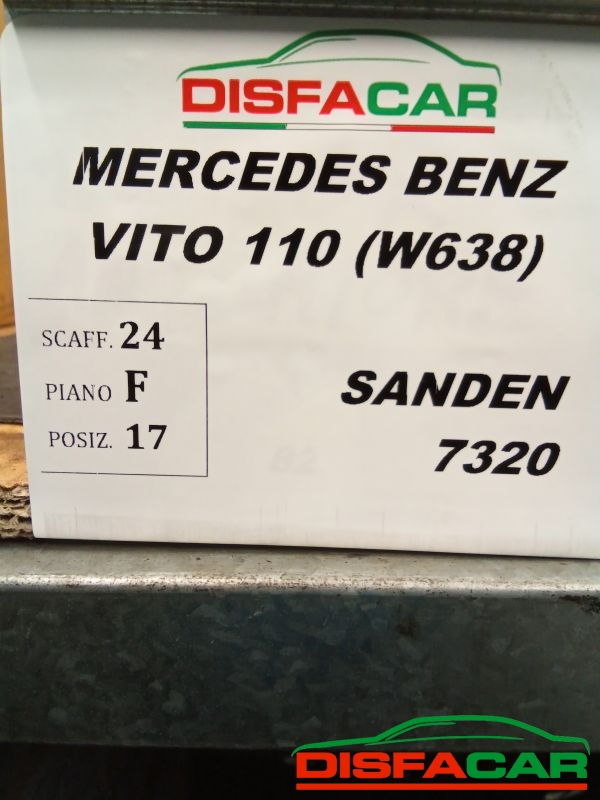 DISFACAR
MERCEDES BENZ
VITO 110 (W638)
SCAFF. 24
PIANO F
POSIZ. 17
SANDEN
7320
DISFACAR